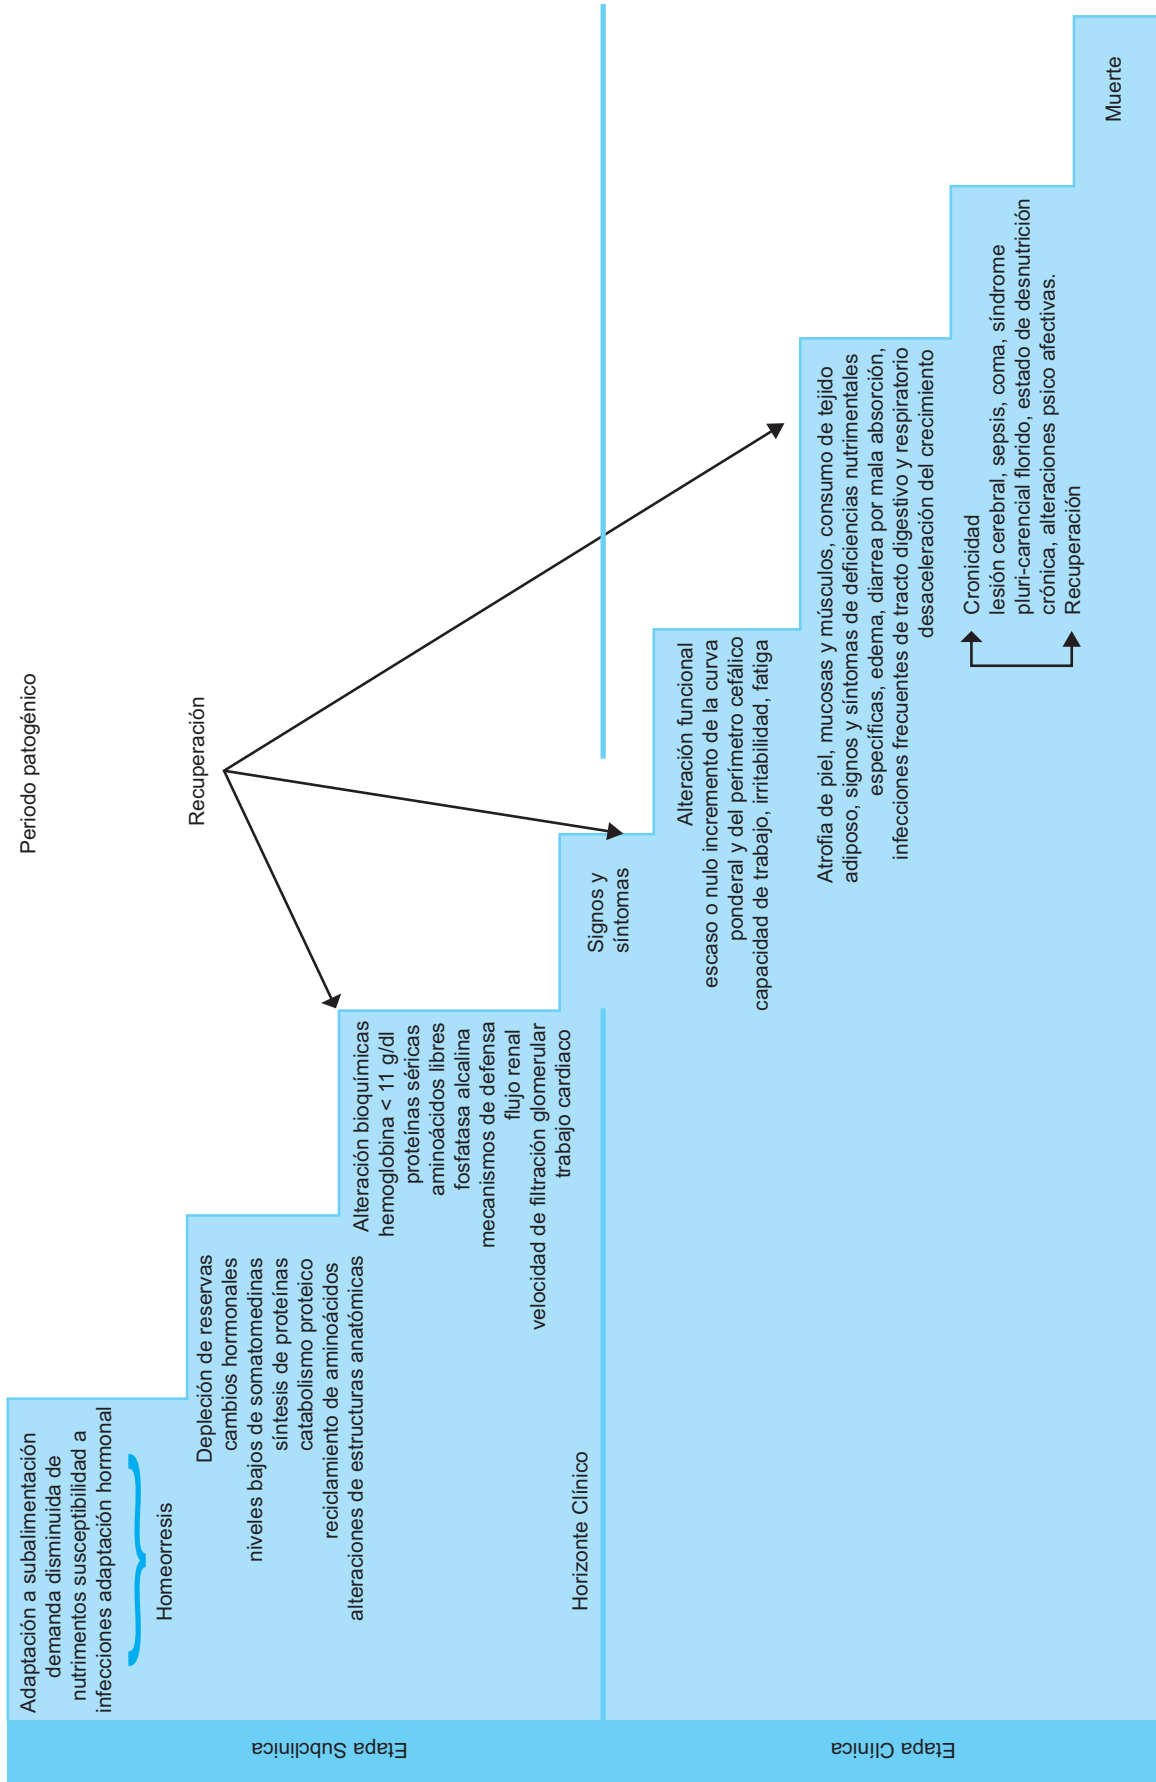 Periodo patogénico
Recuperación
Etapa Subclinica
Adaptación a subalimentación
demanda disminuida de
nutrimentos susceptibilidad a
infecciones adaptación hormonal
Homeorresis
Depleción de reservas
cambios hormonales
niveles bajos de somatomedinas
síntesis de proteínas
catabolismo proteico
reciclamiento de aminoácidos
alteraciones de estructuras anatómicas
Alteración bioquímicas
hemoglobina < 11 g/dl
proteínas séricas
aminoácidos libres
fosfatasa alcalina
mecanismos de defensa
flujo renal
velocidad de filtración glomerular
trabajo cardiaco
Horizonte Clínico
Signos y
síntomas
Etapa Clínica
Alteración funcional
escaso o nulo incremento de la curva
ponderal y del perímetro cefálico
capacidad de trabajo, irritabilidad, fatiga
Atrofia de piel, mucosas y músculos, consumo de tejido
adiposo, signos y síntomas de deficiencias nutrimentales
específicas, edema, diarrea por mala absorción,
infecciones frecuentes de tracto digestivo y respiratorio
desaceleración del crecimiento
Cronicidad
lesión cerebral, sepsis, coma, síndrome
pluri-carencial florido, estado de desnutrición
crónica, alteraciones psico afectivas.
Recuperación
Muerte